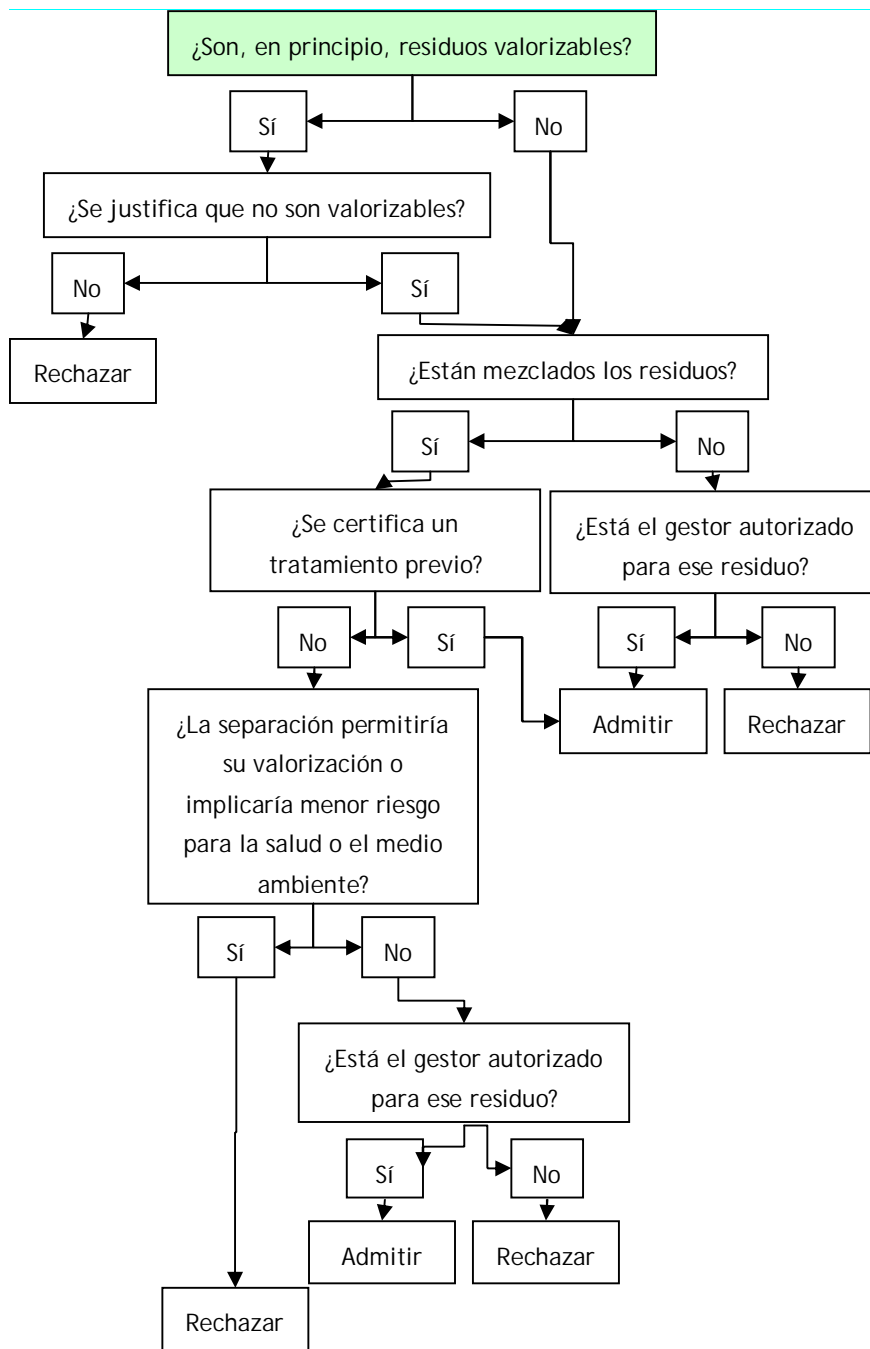 ¿Son, en principio, residuos valorizables?
Sí
No
¿Se justifica que no son valorizables?
No
Sí
Rechazar
¿Están mezclados los residuos?
Sí
No
¿Se certifica un
tratamiento previo?
¿Está el gestor autorizado
para ese residuo?
No
Sí
Sí
No
¿La separación permitiría
su valorización o
implicaría menor riesgo
para la salud o el medio
ambiente?
Admitir
Rechazar
Sí
No
¿Está el gestor autorizado
para ese residuo?
Sí
No
Admitir
Rechazar
Rechazar